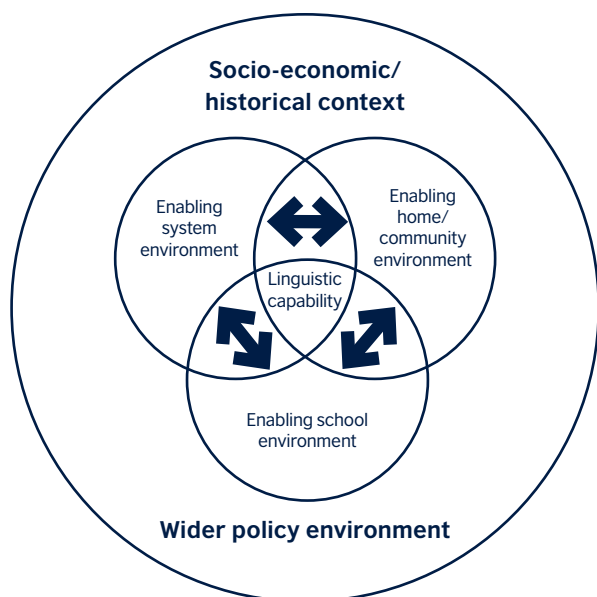 Socio-economic/
historical context
Enabling
system
environment
Enabling
home/
community
environment
Linguistic
capability
Enabling school
environment
Wider policy environment